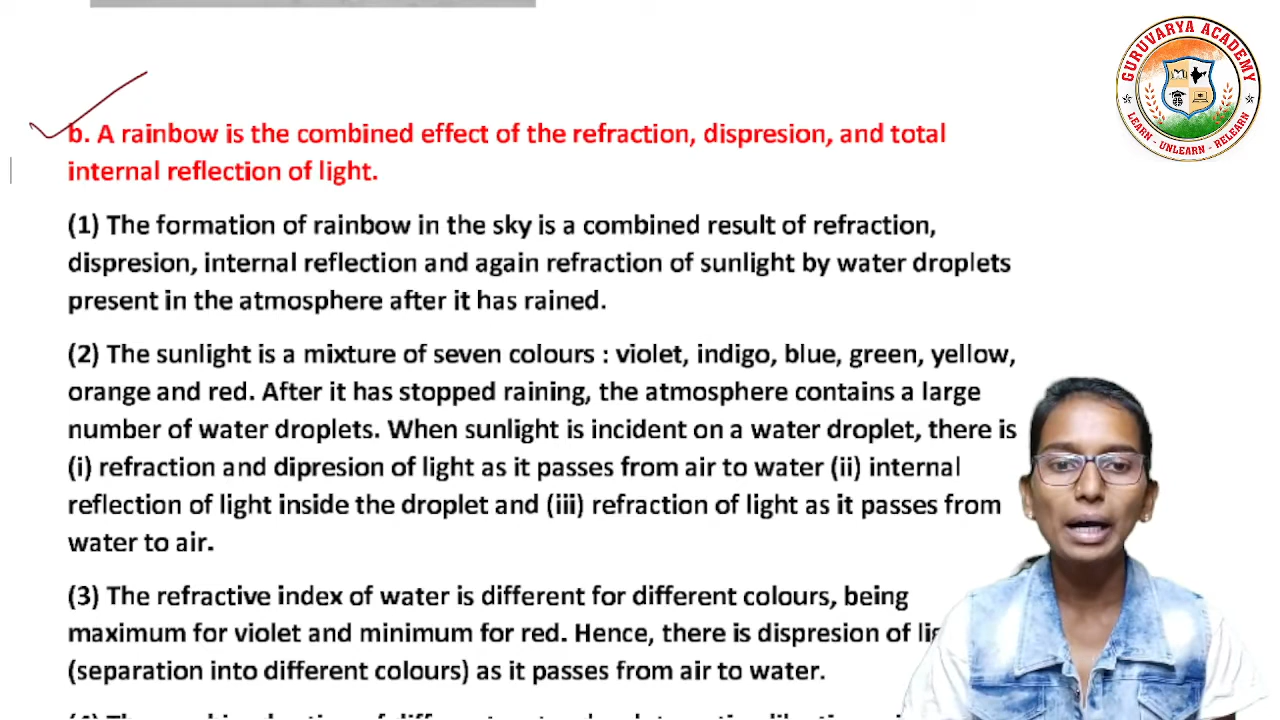 GURUVARYA ACADEMY
LEARN - UNLEARN - RELEARN
b. A rainbow is the combined effect of the refraction, dispresion, and total
internal reflection of light.
(1) The formation of rainbow in the sky is a combined result of refraction,
dispresion, internal reflection and again refraction of sunlight by water droplets
present in the atmosphere after it has rained.
(2) The sunlight is a mixture of seven colours : violet, indigo, blue, green, yellow,
orange and red. After it has stopped raining, the atmosphere contains a large
number of water droplets. When sunlight is incident on a water droplet, there is
(i) refraction and dipresion of light as it passes from air to water (ii) internal
reflection of light inside the droplet and (iii) refraction of light as it passes from
water to air.
(3) The refractive index of water is different for different colours, being
maximum for violet and minimum for red. Hence, there is dispresion of
(separation into different colours) as it passes from air to water.